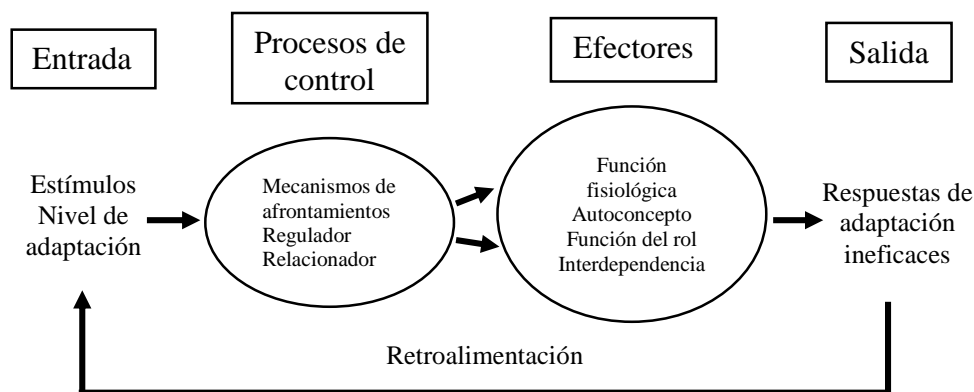 Entrada
Procesos de
control
Efectores
Salida
Estímulos
Nivel de
adaptación
Mecanismos de
afrontamientos
Regulador
Relacionador
Función
fisiológica
Autoconcepto
Función del rol
Interdependencia
Respuestas de
adaptación
ineficaces
Retroalimentación